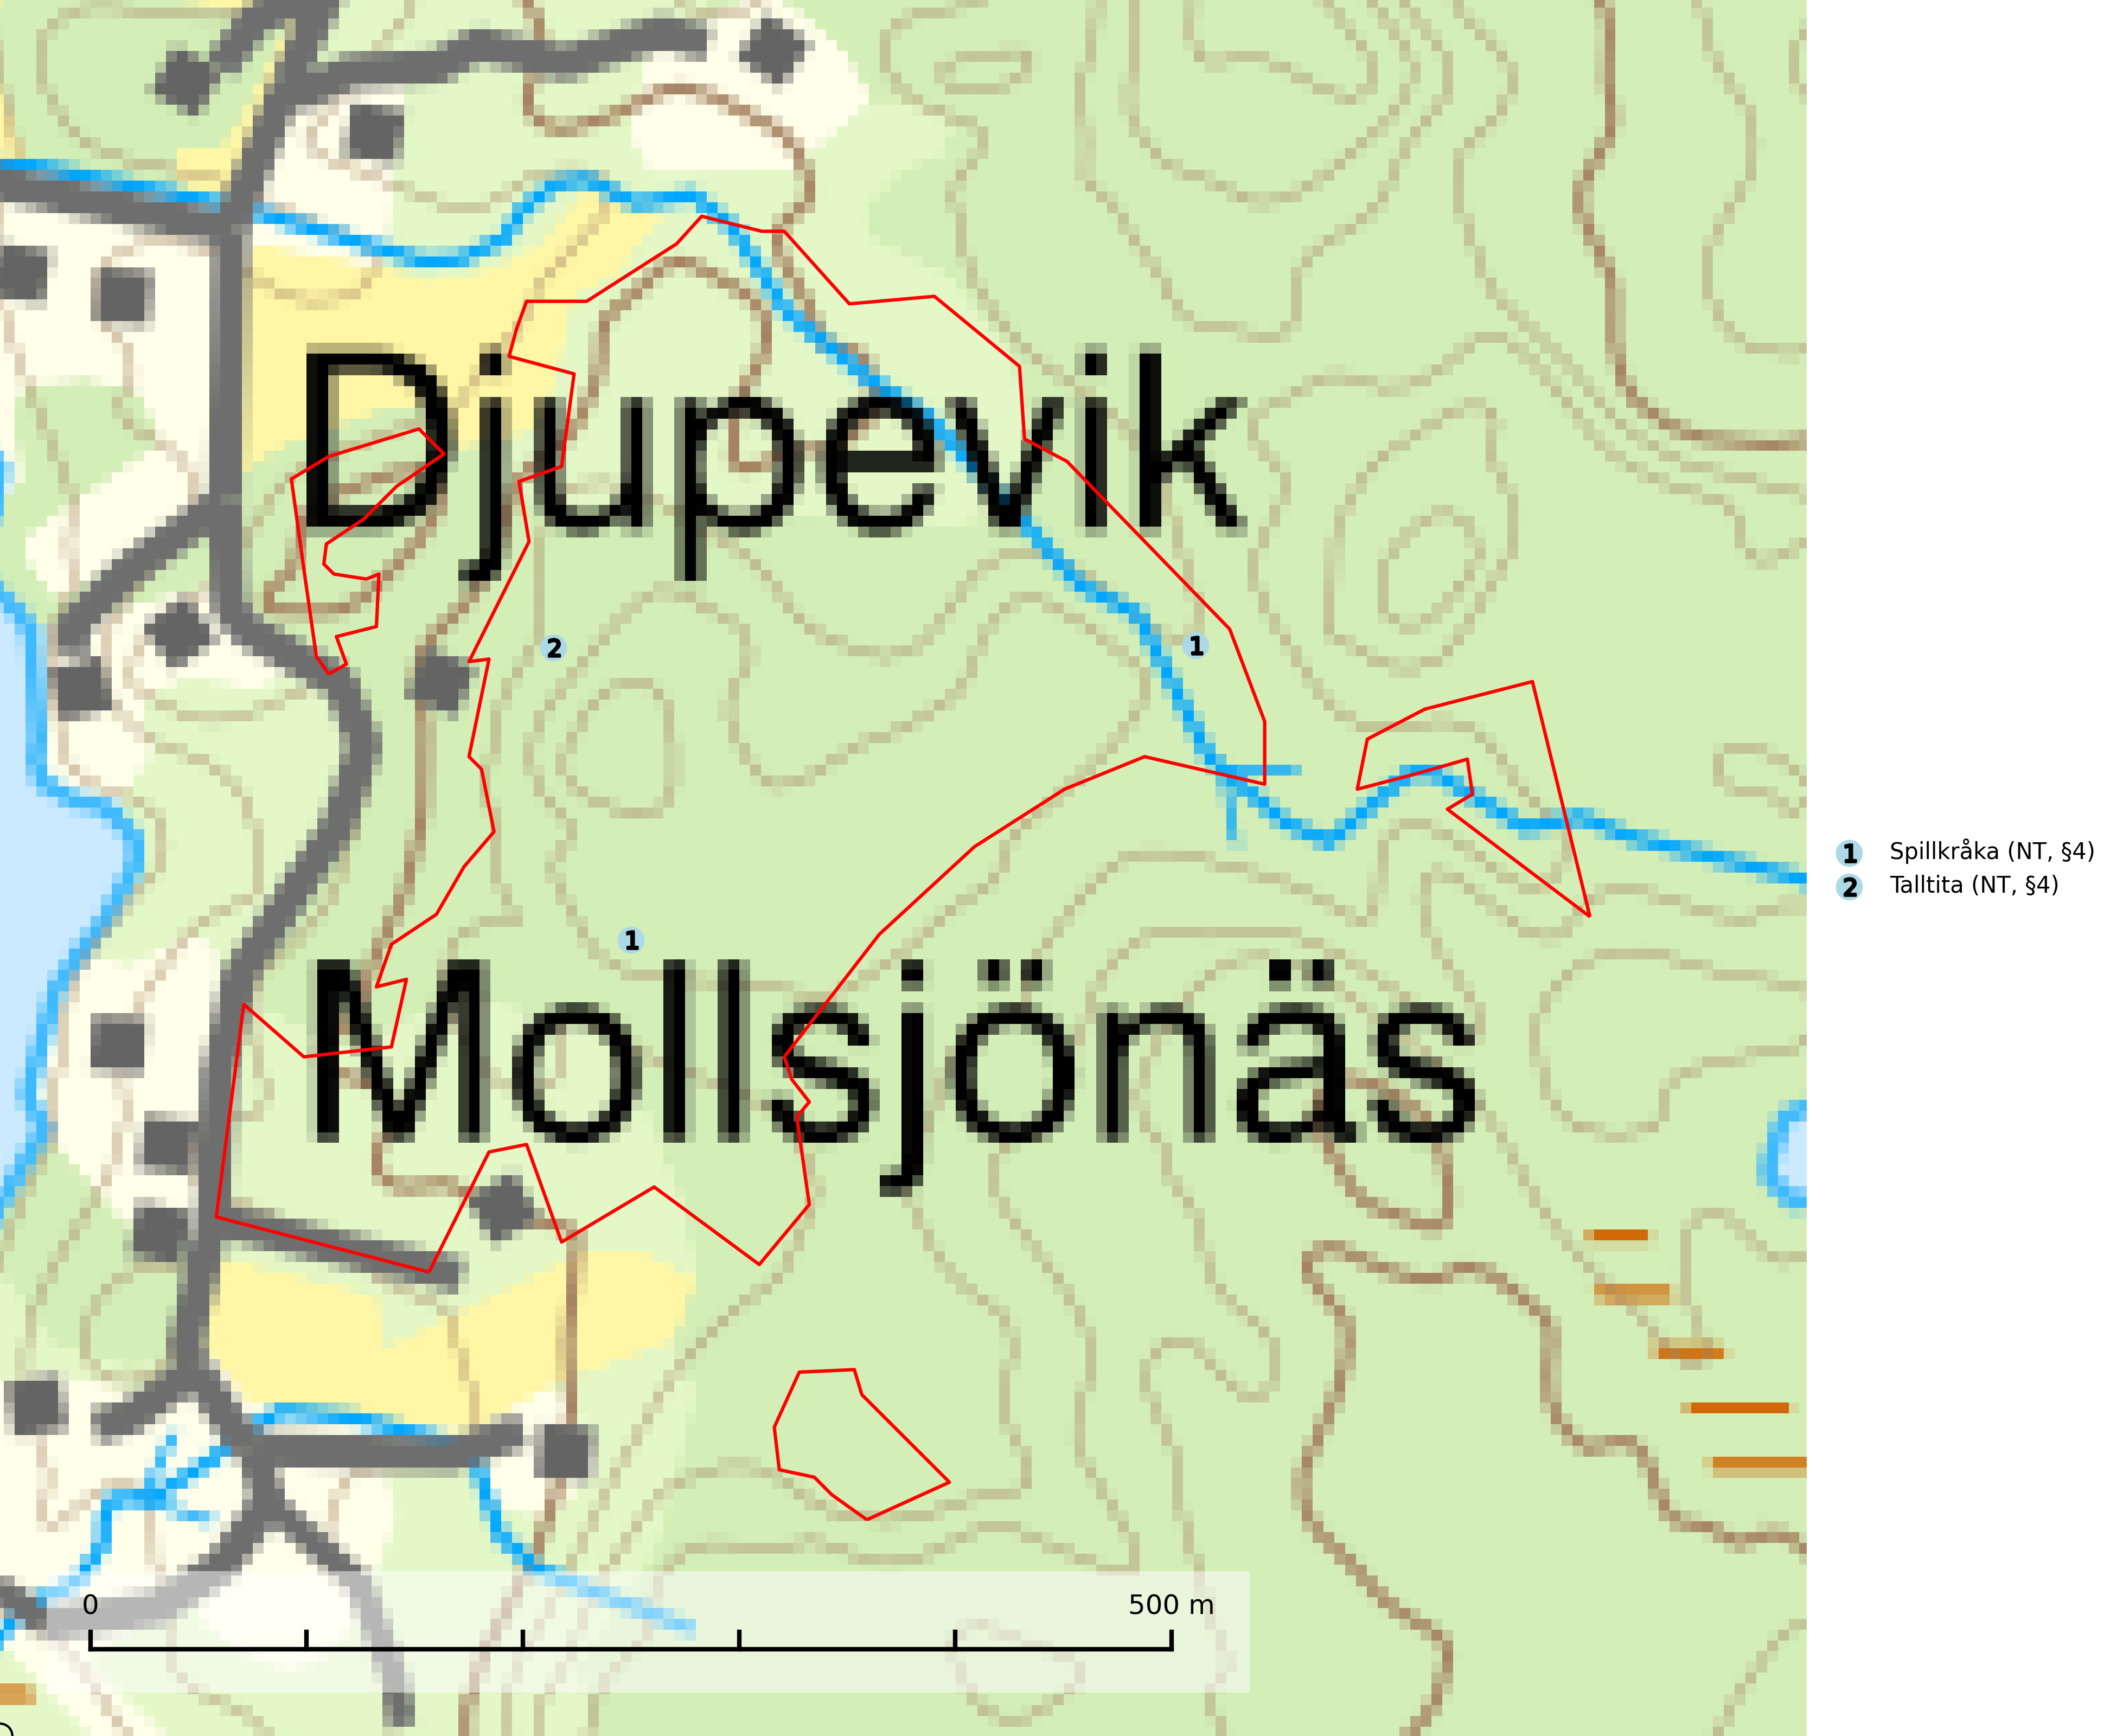 Djupevik
2
1
1
Mollsjönäs
1 Spillkråka (NT, §4)
2 Talltita (NT, §4)
0 500 m